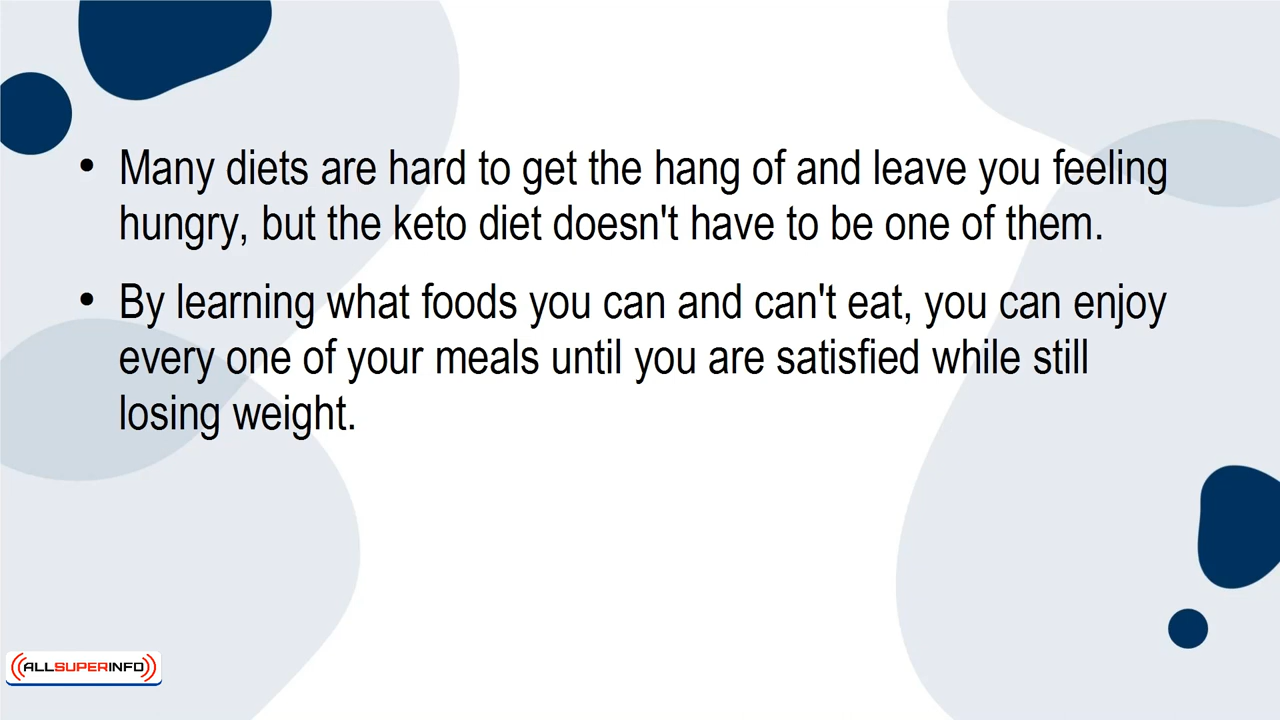 • Many diets are hard to get the hang of and leave you feeling
hungry, but the keto diet doesn't have to be one of them.
• By learning what foods you can and can't eat, you can enjoy
every one of your meals until you are satisfied while still
losing weight.
ALLSUPERINFO